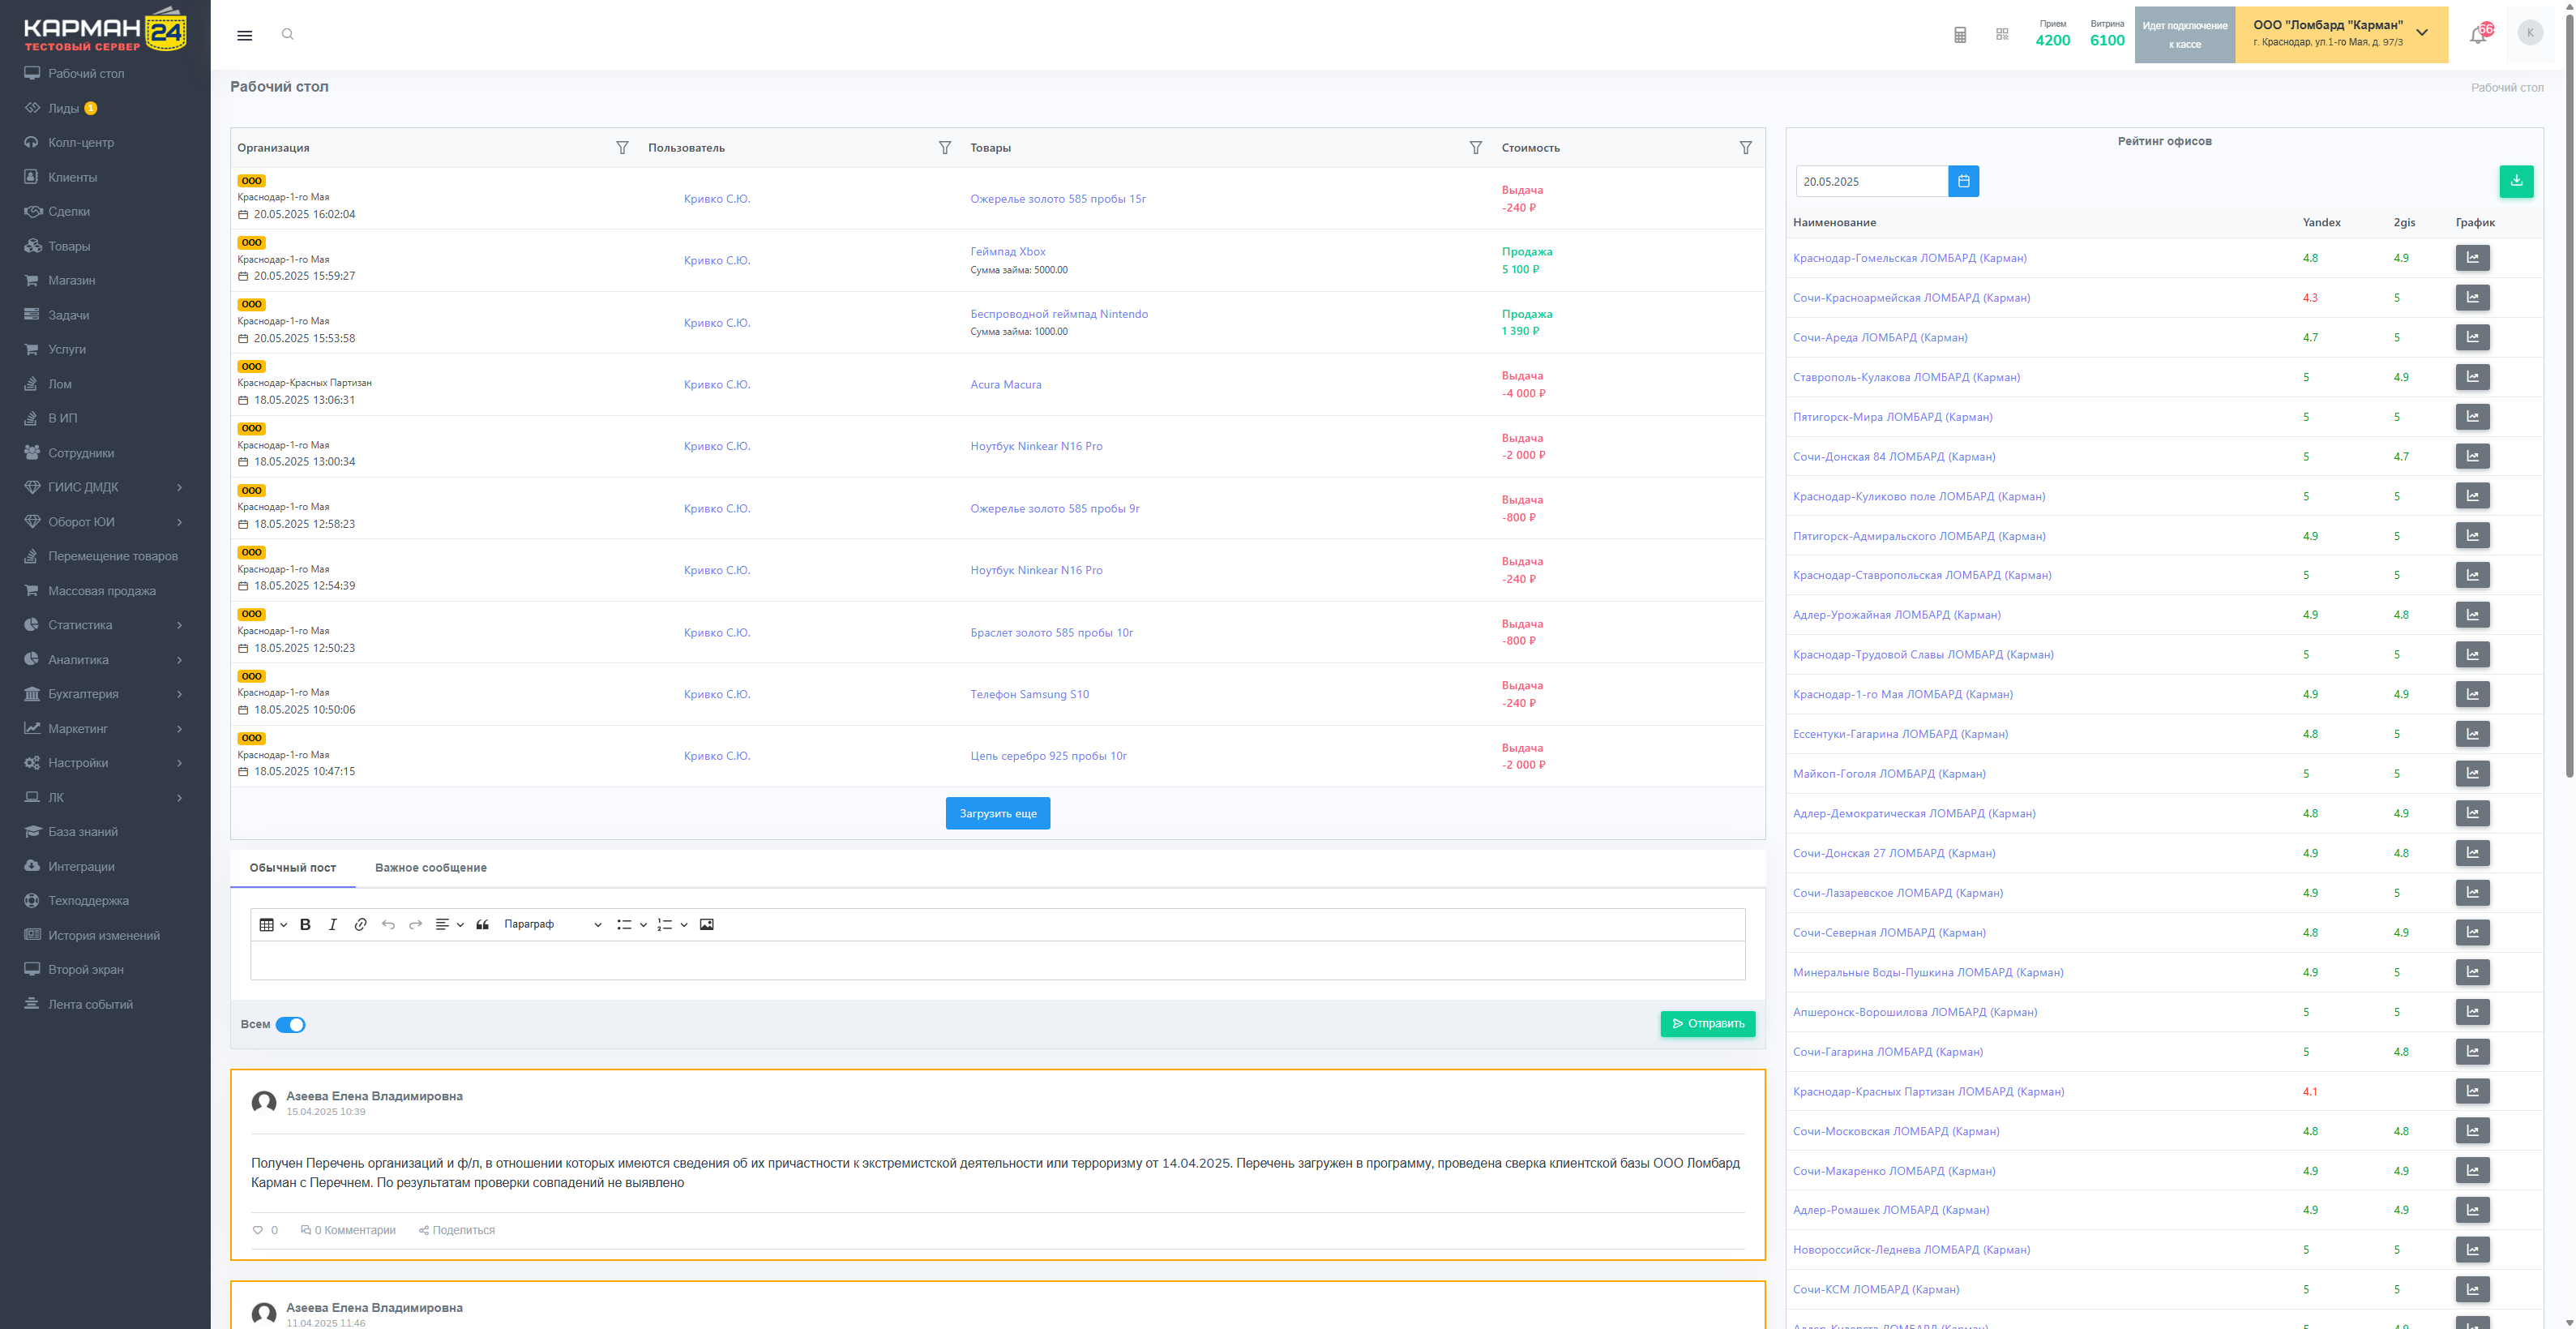 КАРМАН 24
ТЕСТОВЫЙ СЕРВЕР
Рабочий стол
Лиды 1
Колл-центр
Клиенты
Сделки
Товары
Магазин
Задачи
Услуги
Лом
В ИП
Сотрудники
ГИИС ДМДК
Оборот ЮИ
Перемещение товаров
Массовая продажа
Статистика
Аналитика
Бухгалтерия
Маркетинг
Настройки
ЛК
База знаний
Интеграции
Техподдержка
История изменений
Второй экран
Лента событий
Прием
4200
Витрина
6100
Идет подключение
к кассе
ООО "Ломбард "Карман"
г. Краснодар, ул.1-го Мая, д. 97/3
66
K
Рабочий стол
Рабочий стол
Организация Пользователь Товары Стоимость
ООО
Краснодар-1-го Мая
20.05.2025 16:02:04
Кривко С.Ю.
Ожерелье золото 585 пробы 15г
Выдача
-240 ₽
ООО
Краснодар-1-го Мая
20.05.2025 15:59:27
Кривко С.Ю.
Геймпад Xbox
Сумма займа: 5000.00
Продажа
5 100 ₽
ООО
Краснодар-1-го Мая
20.05.2025 15:53:58
Кривко С.Ю.
Беспроводной геймпад Nintendo
Сумма займа: 1000.00
Продажа
1 390 ₽
ООО
Краснодар-Красных Партизан
18.05.2025 13:06:31
Кривко С.Ю.
Acura Macura
Выдача
-4 000 ₽
ООО
Краснодар-1-го Мая
18.05.2025 13:00:34
Кривко С.Ю.
Ноутбук Ninkear N16 Pro
Выдача
-2 000 ₽
ООО
Краснодар-1-го Мая
18.05.2025 12:58:23
Кривко С.Ю.
Ожерелье золото 585 пробы 9г
Выдача
-800 ₽
ООО
Краснодар-1-го Мая
18.05.2025 12:54:39
Кривко С.Ю.
Ноутбук Ninkear N16 Pro
Выдача
-240 ₽
ООО
Краснодар-1-го Мая
18.05.2025 12:50:23
Кривко С.Ю.
Браслет золото 585 пробы 10г
Выдача
-800 ₽
ООО
Краснодар-1-го Мая
18.05.2025 10:50:06
Кривко С.Ю.
Телефон Samsung S10
Выдача
-240 ₽
ООО
Краснодар-1-го Мая
18.05.2025 10:47:15
Кривко С.Ю.
Цепь серебро 925 пробы 10г
Выдача
-2 000 ₽
Загрузить еще
Обычный пост Важное сообщение
Параграф
Всем
Отправить
Азеева Елена Владимировна
15.04.2025 10:39
Получен Перечень организаций и ф/л, в отношении которых имеются сведения об их причастности к экстремистской деятельности или терроризму от 14.04.2025. Перечень загружен в программу, проведена сверка клиентской базы ООО Ломбард
Карман с Перечнем. По результатам проверки совпадений не выявлено
0 0 Комментарии Поделиться
Азеева Елена Владимировна
11.04.2025 11:46
Рейтинг офисов
20.05.2025
Наименование Yandex 2gis График
Краснодар-Гомельская ЛОМБАРД (Карман) 4.8 4.9
Сочи-Красноармейская ЛОМБАРД (Карман) 4.3 5
Сочи-Ареда ЛОМБАРД (Карман) 4.7 5
Ставрополь-Кулакова ЛОМБАРД (Карман) 5 4.9
Пятигорск-Мира ЛОМБАРД (Карман) 5 5
Сочи-Донская 84 ЛОМБАРД (Карман) 5 4.7
Краснодар-Куликово поле ЛОМБАРД (Карман) 5 5
Пятигорск-Адмиральского ЛОМБАРД (Карман) 4.9 5
Краснодар-Ставропольская ЛОМБАРД (Карман) 5 5
Адлер-Урожайная ЛОМБАРД (Карман) 4.9 4.8
Краснодар-Трудовой Славы ЛОМБАРД (Карман) 5 5
Краснодар-1-го Мая ЛОМБАРД (Карман) 4.9 4.9
Ессентуки-Гагарина ЛОМБАРД (Карман) 4.8 5
Майкоп-Гоголя ЛОМБАРД (Карман) 5 5
Адлер-Демократическая ЛОМБАРД (Карман) 4.8 4.9
Сочи-Донская 27 ЛОМБАРД (Карман) 4.9 4.8
Сочи-Лазаревское ЛОМБАРД (Карман) 4.9 5
Сочи-Северная ЛОМБАРД (Карман) 4.8 4.9
Минеральные Воды-Пушкина ЛОМБАРД (Карман) 4.9 5
Апшеронск-Ворошилова ЛОМБАРД (Карман) 5 5
Сочи-Гагарина ЛОМБАРД (Карман) 5 4.8
Краснодар-Красных Партизан ЛОМБАРД (Карман) 4.1
Сочи-Московская ЛОМБАРД (Карман) 4.8 4.8
Сочи-Макаренко ЛОМБАРД (Карман) 4.9 4.9
Адлер-Ромашек ЛОМБАРД (Карман) 4.9 4.9
Новороссийск-Леднева ЛОМБАРД (Карман) 5 5
Сочи-КСМ ЛОМБАРД (Карман) 5 5